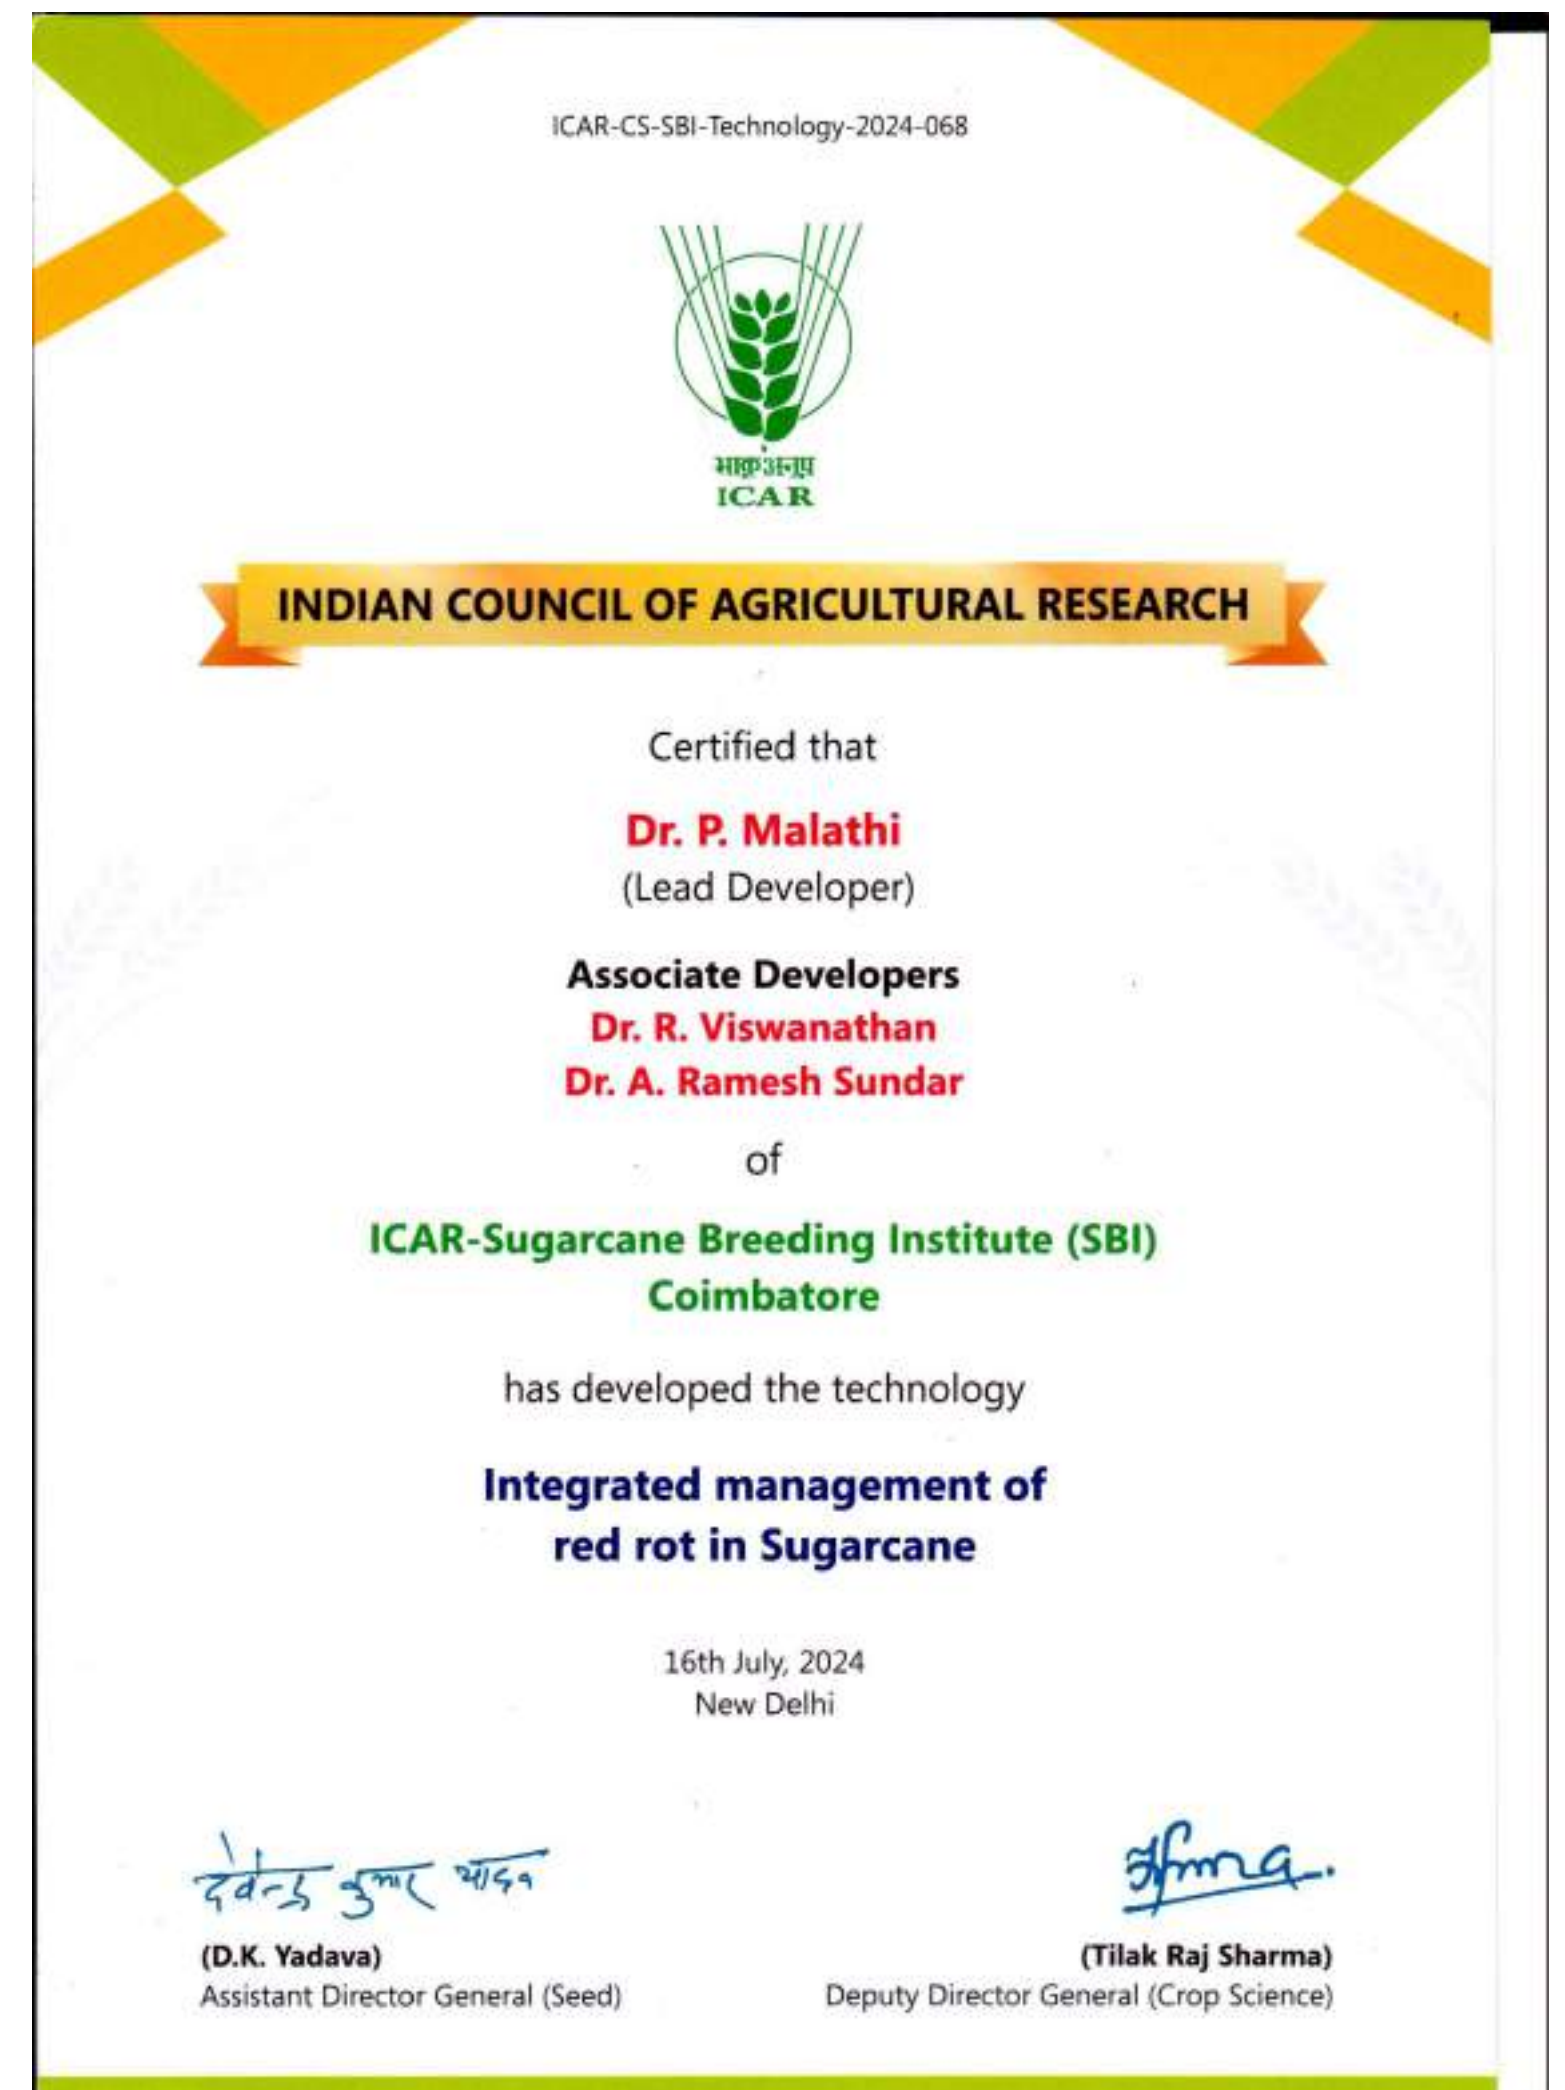 ICAR-CS-SBI-Technology-2024-068
भाकृअनुप
ICAR
INDIAN COUNCIL OF AGRICULTURAL RESEARCH
Certified that
Dr. P. Malathi
(Lead Developer)
Associate Developers
Dr. R. Viswanathan
Dr. A. Ramesh Sundar
of
ICAR-Sugarcane Breeding Institute (SBI)
Coimbatore
has developed the technology
Integrated management of
red rot in Sugarcane
16th July, 2024
New Delhi
देवेन्द्र कुमार यादव
(D.K. Yadava)
Assistant Director General (Seed)
(Tilak Raj Sharma)
Deputy Director General (Crop Science)